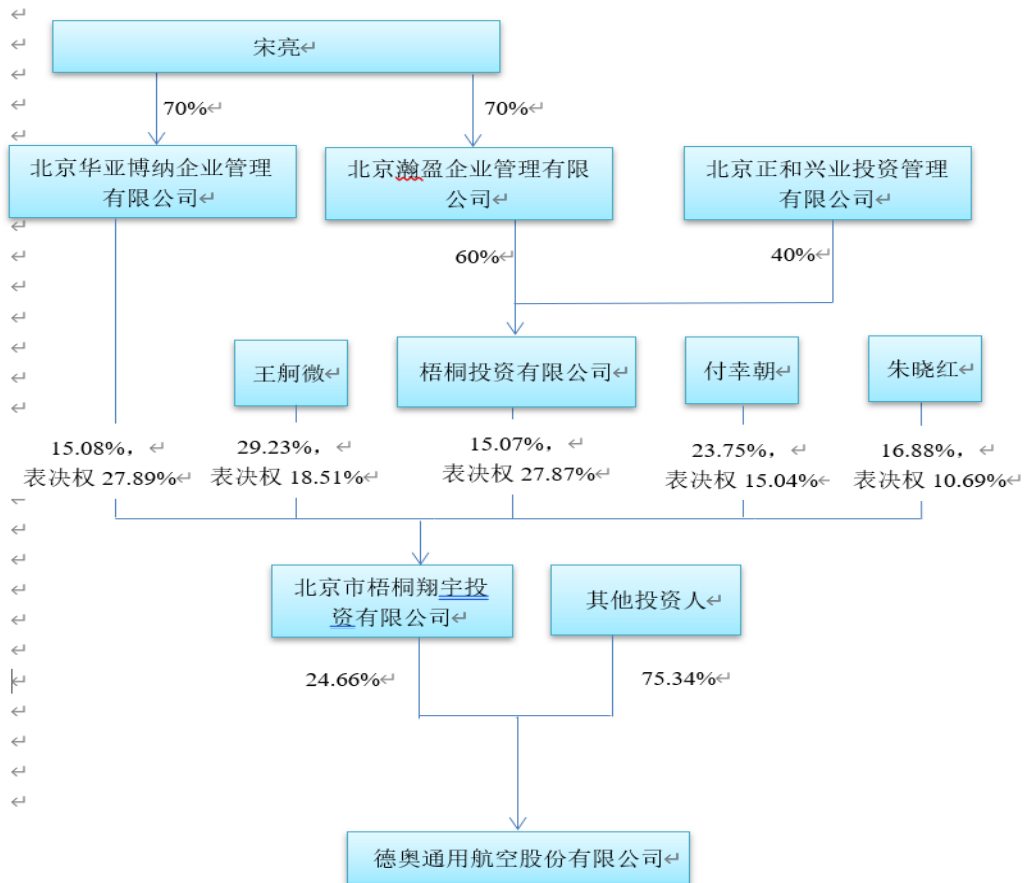 宋亮
70%
70%
北京华亚博纳企业管理
有限公司
北京瀚盈企业管理有限
公司
北京正和兴业投资管理
有限公司
60%
40%
王舸微
梧桐投资有限公司
付幸朝
朱晓红
15.08%，
表决权 27.89%
29.23%，
表决权 18.51%
15.07%，
表决权 27.87%
23.75%，
表决权 15.04%
16.88%，
表决权 10.69%
北京市梧桐翔宇投
资有限公司
其他投资人
24.66%
75.34%
德奥通用航空股份有限公司